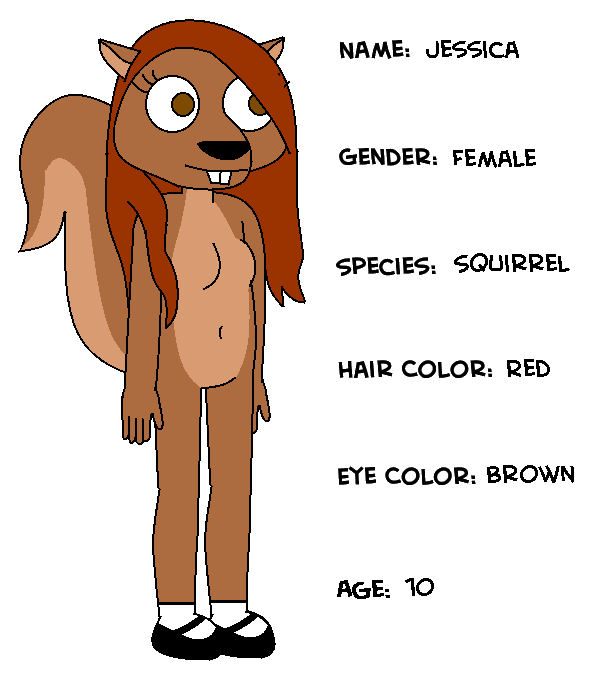 NAME: JESSICA
GENDER: FEMALE
SPECIES: SQUIRREL
HAIR COLOR: RED
EYE COLOR: BROWN
AGE: 10